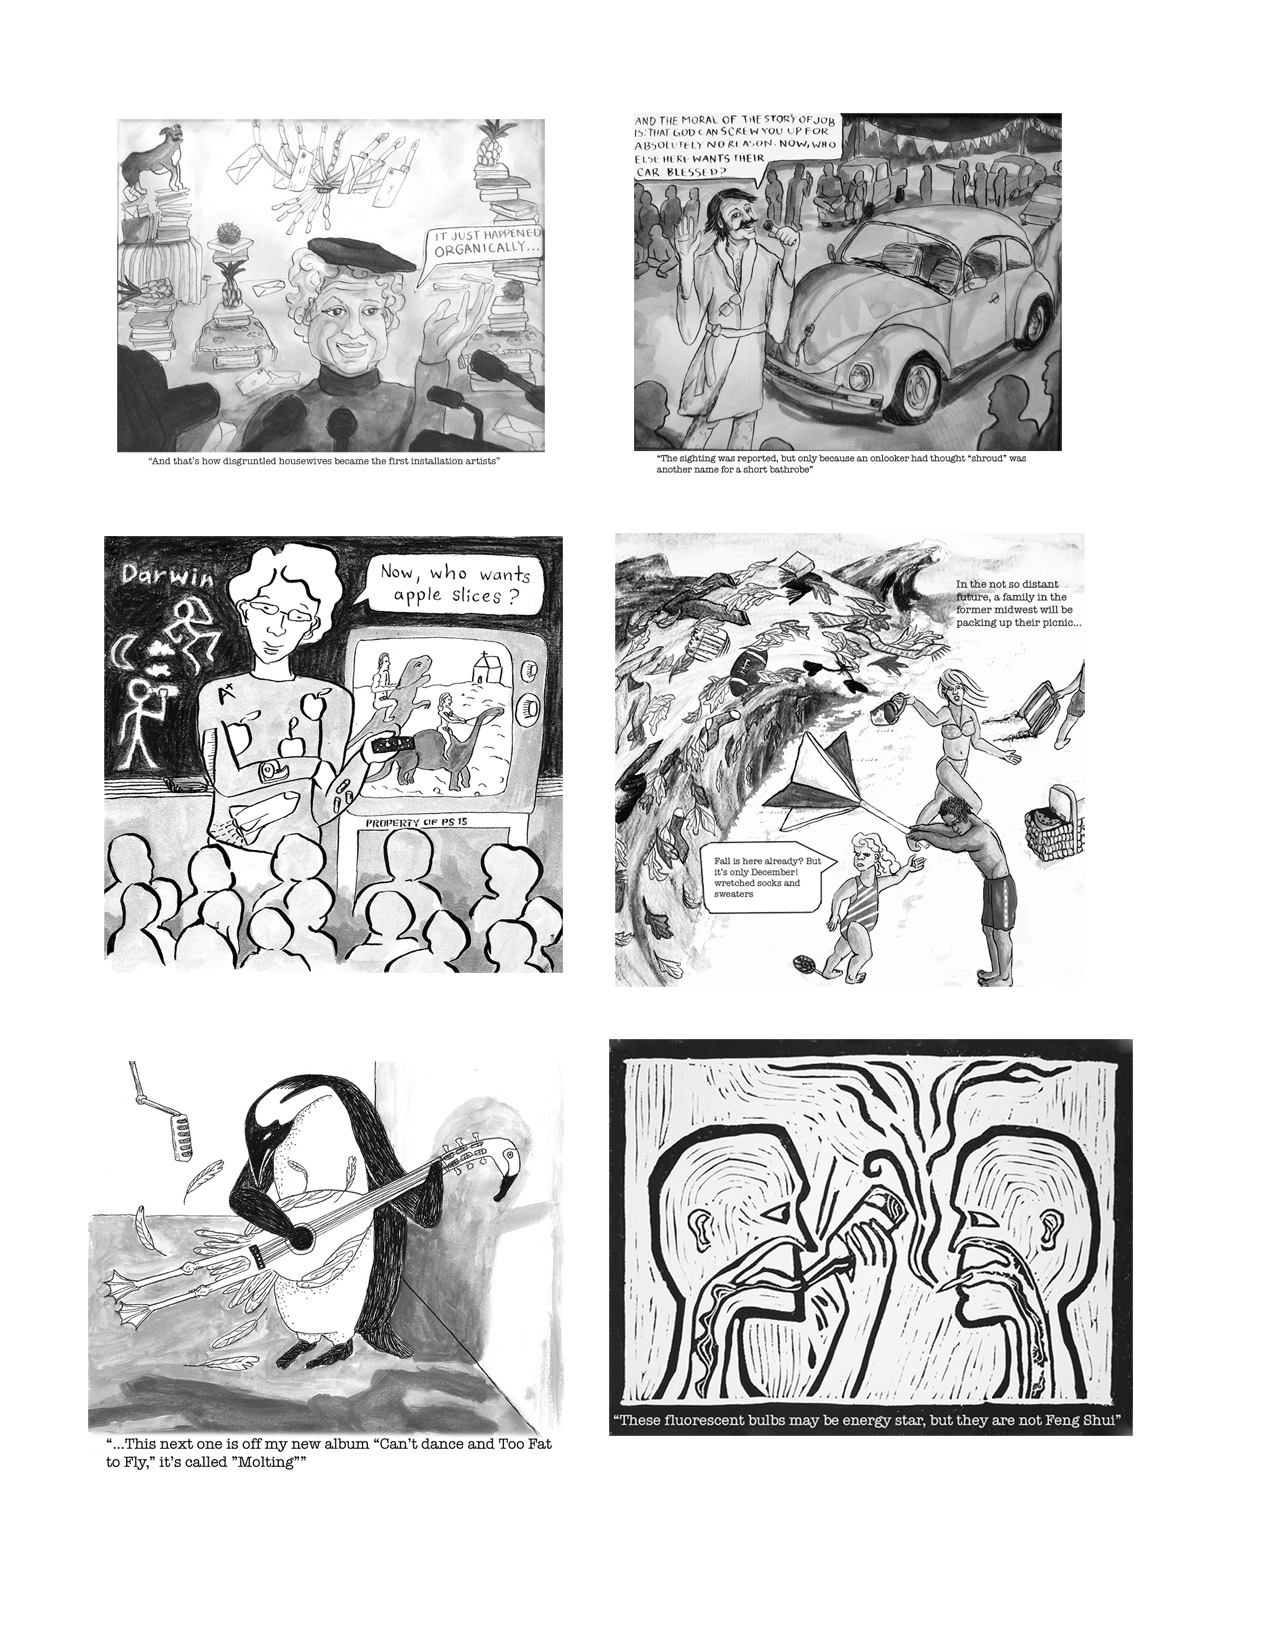 IT JUST HAPPENED
ORGANICALLY...
"And that's how disgruntled housewives became the first installation artists"
AND THE MORAL OF THE STORY OF JOB
IS: THAT GOD CAN SCREW YOU UP FOR
ABSOLUTELY NO REASON. NOW, WHO
ELSE HERE WANTS THEIR
CAR BLESSED?
"The sighting was reported, but only because an onlooker had thought "shroud" was
another name for a short bathrobe"
Darwin
Now, who wants
apple slices?
A+
PROPERTY OF PS 15
In the not so distant
future, a family in the
former midwest will be
packing up their picnic...
Fall is here already? But
it's only December!
wretched socks and
sweaters
"...This next one is off my new album "Can't dance and Too Fat
to Fly," it's called "Molting""
"These fluorescent bulbs may be energy star, but they are not Feng Shui"